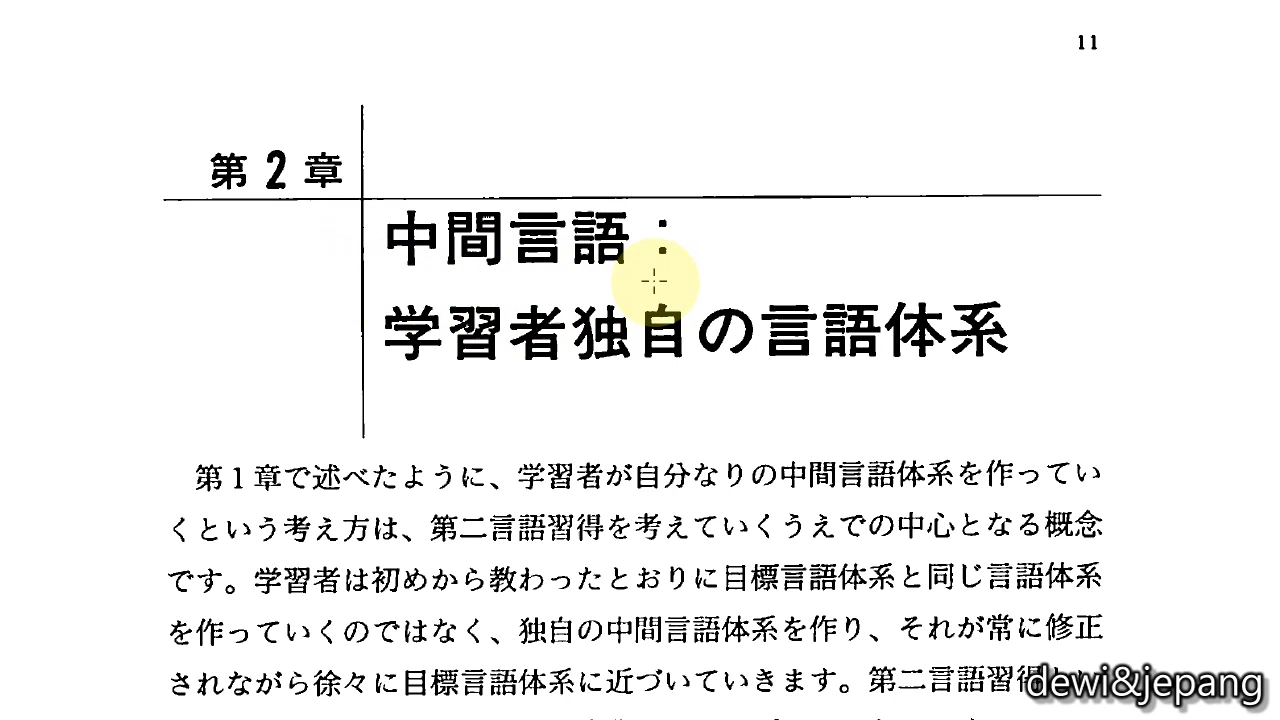 11
第2章
中間言語：
学習者独自の言語体系
第1章で述べたように、学習者が自分なりの中間言語体系を作ってい
くという考え方は、第二言語習得を考えていくうえでの中心となる概念
です。学習者は初めから教わったとおりに目標言語体系と同じ言語体系
を作っていくのではなく、独自の中間言語体系を作り、それが常に修正
されながら徐々に目標言語体系に近づいていきます。第二言語習得
dewi&jepang